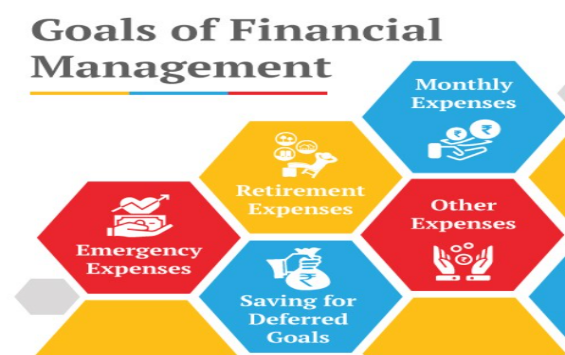 Goals of Financial
Management
Monthly
Expenses
Retirement
Expenses
Other
Expenses
Emergency
Expenses
Saving for
Deferred
Goals